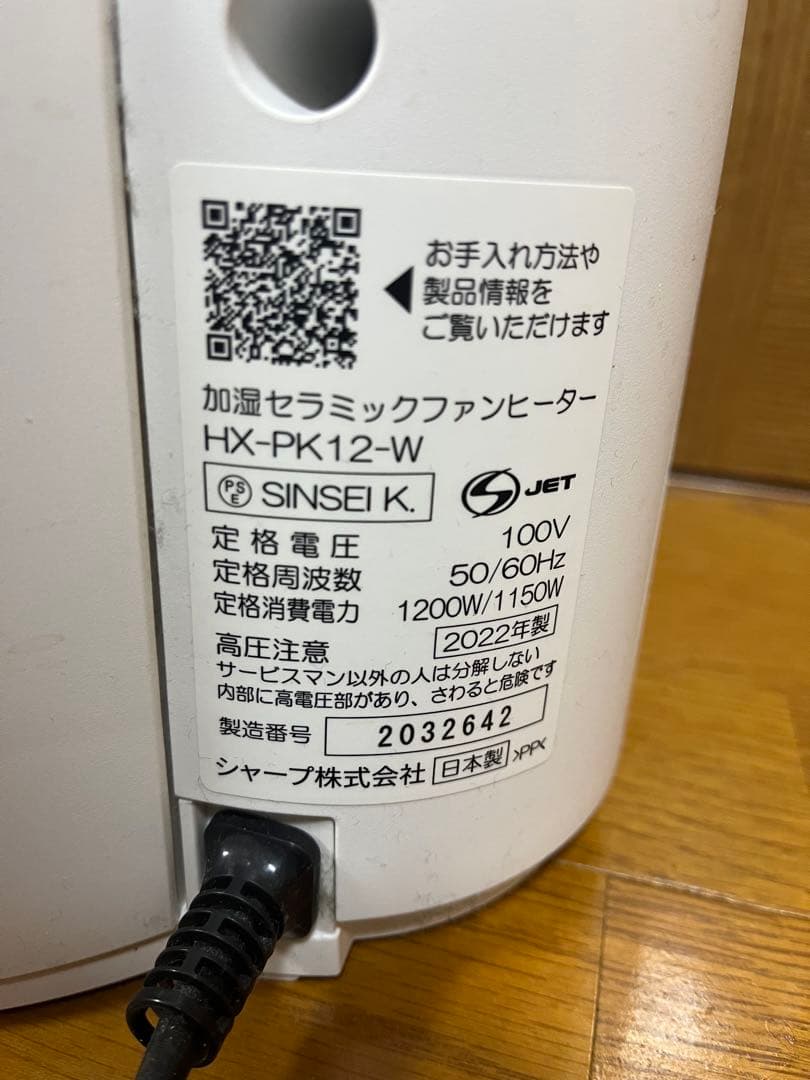 お手入れ方法や
製品情報を
ご覧いただけます
加湿セラミックファンヒーター
HX-PK12-W
PSE SINSEI K.
S JET
定格電圧 100V
定格周波数 50/60Hz
定格消費電力 1200W/1150W
高圧注意 2022年製
サービスマン以外の人は分解しない
内部に高電圧部があり、さわると危険です
製造番号 2032642
シャープ株式会社 日本製 >PP<